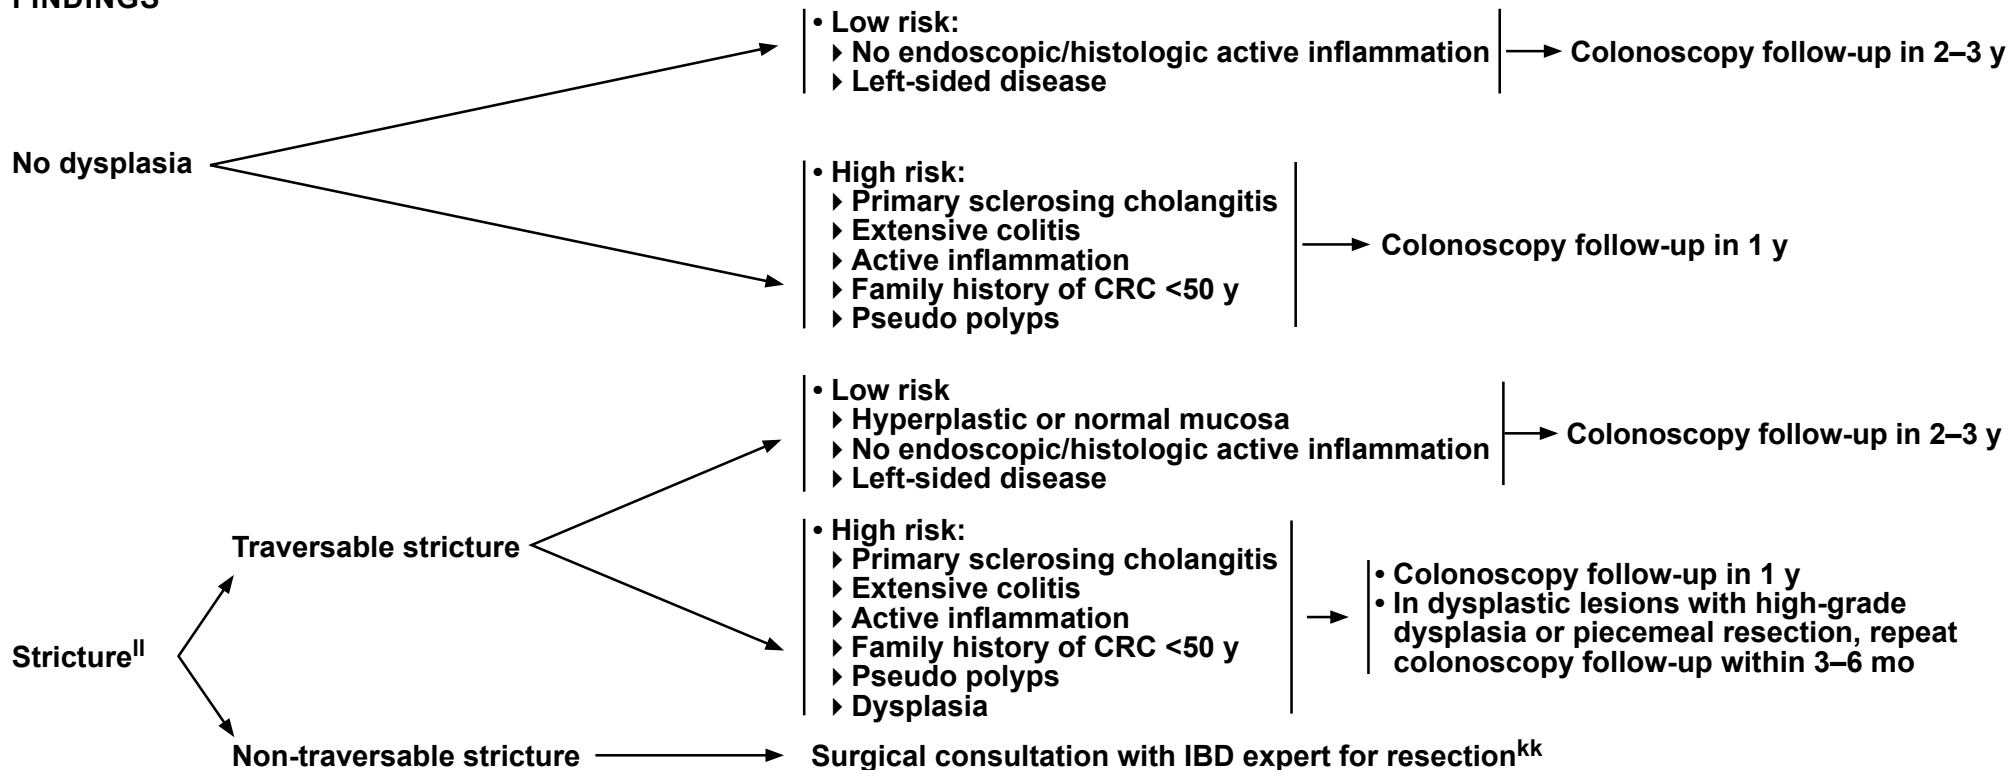 FINDINGS
No dysplasia
• Low risk:
▸ No endoscopic/histologic active inflammation
▸ Left-sided disease
Colonoscopy follow-up in 2–3 y
• High risk:
▸ Primary sclerosing cholangitis
▸ Extensive colitis
▸ Active inflammation
▸ Family history of CRC <50 y
▸ Pseudo polyps
Colonoscopy follow-up in 1 y
Stricture^ll
Traversable stricture
• Low risk
▸ Hyperplastic or normal mucosa
▸ No endoscopic/histologic active inflammation
▸ Left-sided disease
Colonoscopy follow-up in 2–3 y
• High risk:
▸ Primary sclerosing cholangitis
▸ Extensive colitis
▸ Active inflammation
▸ Family history of CRC <50 y
▸ Pseudo polyps
▸ Dysplasia
• Colonoscopy follow-up in 1 y
• In dysplastic lesions with high-grade
dysplasia or piecemeal resection, repeat
colonoscopy follow-up within 3–6 mo
Non-traversable stricture
Surgical consultation with IBD expert for resection^kk